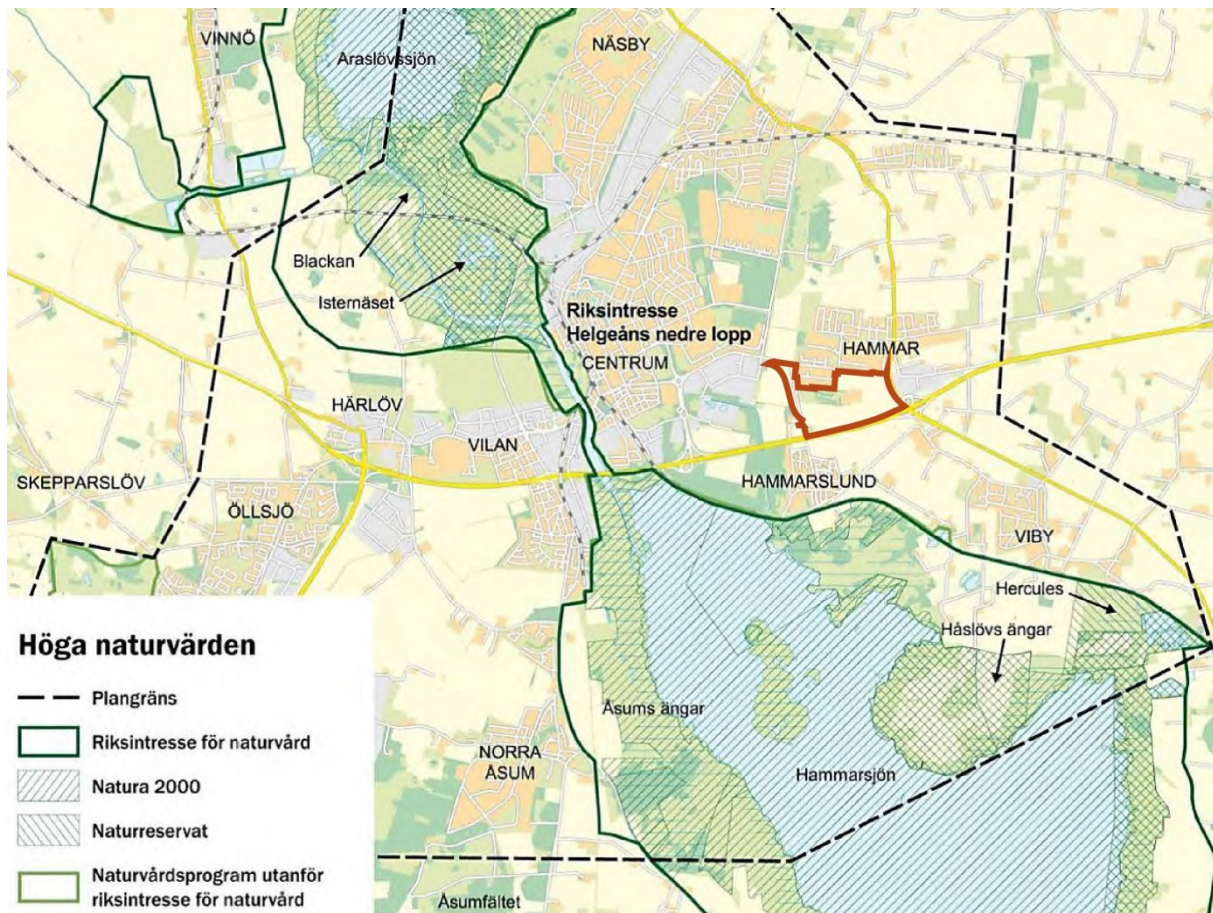 VINNÖ
Araslövssjön
NÄSBY
Blackan
Isternäset
Riksintresse
Helgeåns nedre lopp
CENTRUM
HAMMAR
HÄRLÖV
VILAN
SKEPPARSLÖV
ÖLLSJÖ
HAMMARSLUND
VIBY
Hercules
Håslövs ängar
Åsums ängar
NORRA
ÅSUM
Hammarsjön
Åsumfältet
Höga naturvärden
Plangräns
Riksintresse för naturvård
Natura 2000
Naturreservat
Naturvårdsprogram utanför
riksintresse för naturvård